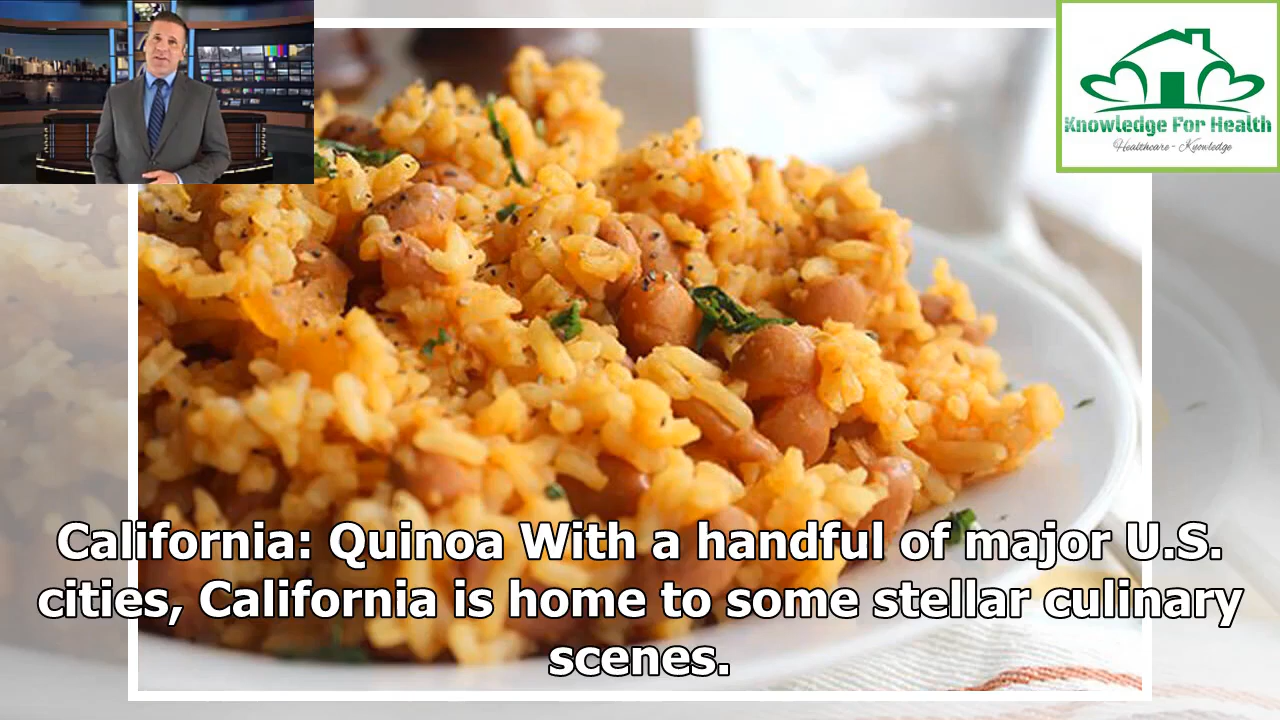 Knowledge For Health
Healthcare - Knowledge
California: Quinoa With a handful of major U.S.
cities, California is home to some stellar culinary
scenes.